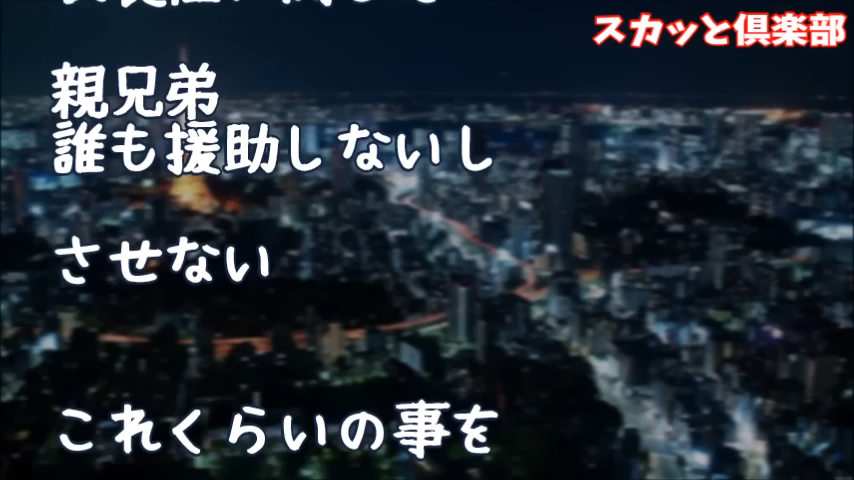 スカッと倶楽部
親兄弟
誰も援助しないし
させない
これくらいの事を